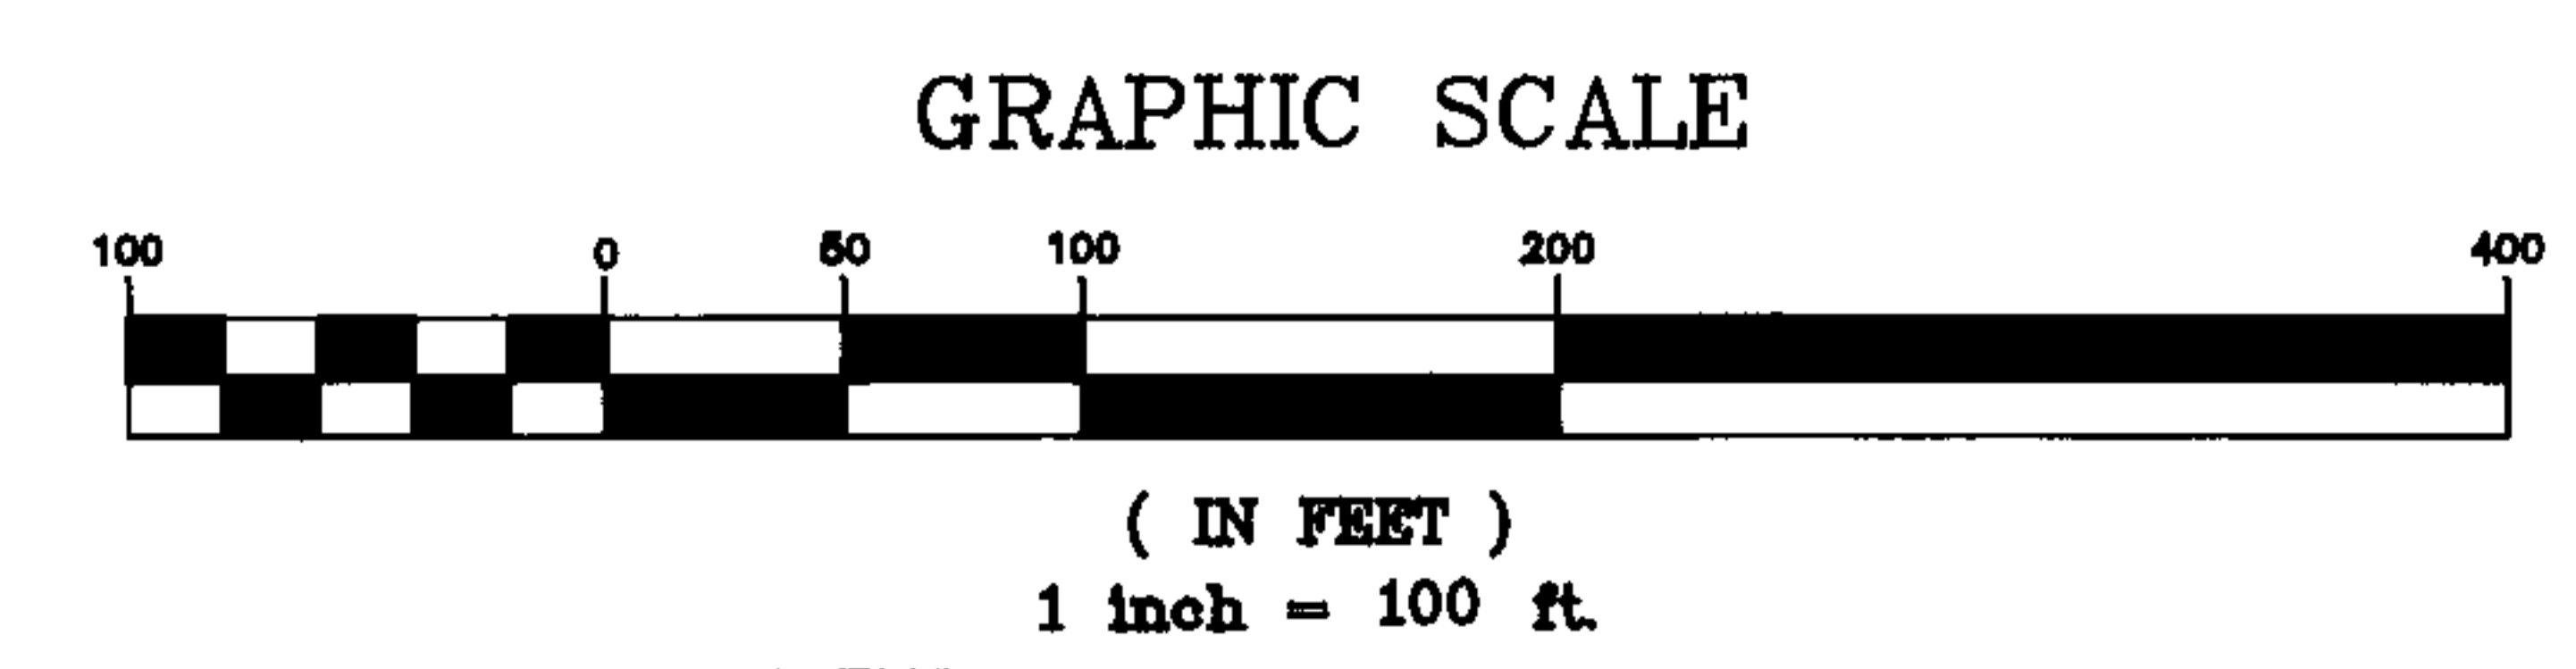 GRAPHIC SCALE
100 0 50 100 200 400
( IN FEET )
1 inch = 100 ft.